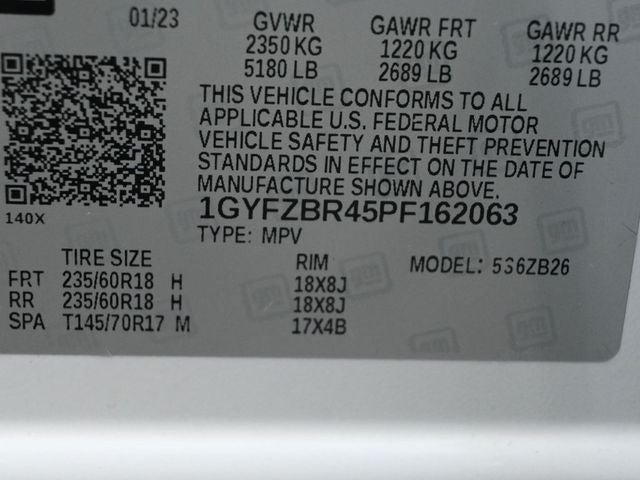 01/23 GVWR GAWR FRT GAWR RR
2350 KG 1220 KG 1220 KG
5180 LB 2689 LB 2689 LB
THIS VEHICLE CONFORMS TO ALL
APPLICABLE U.S. FEDERAL MOTOR
VEHICLE SAFETY AND THEFT PREVENTION
STANDARDS IN EFFECT ON THE DATE OF
MANUFACTURE SHOWN ABOVE.
140X 1GYFZBR45PF162063
TYPE: MPV
TIRE SIZE RIM MODEL: 5S6ZB26
FRT 235/60R18 H 18X8J
RR 235/60R18 H 18X8J
SPA T145/70R17 M 17X4B